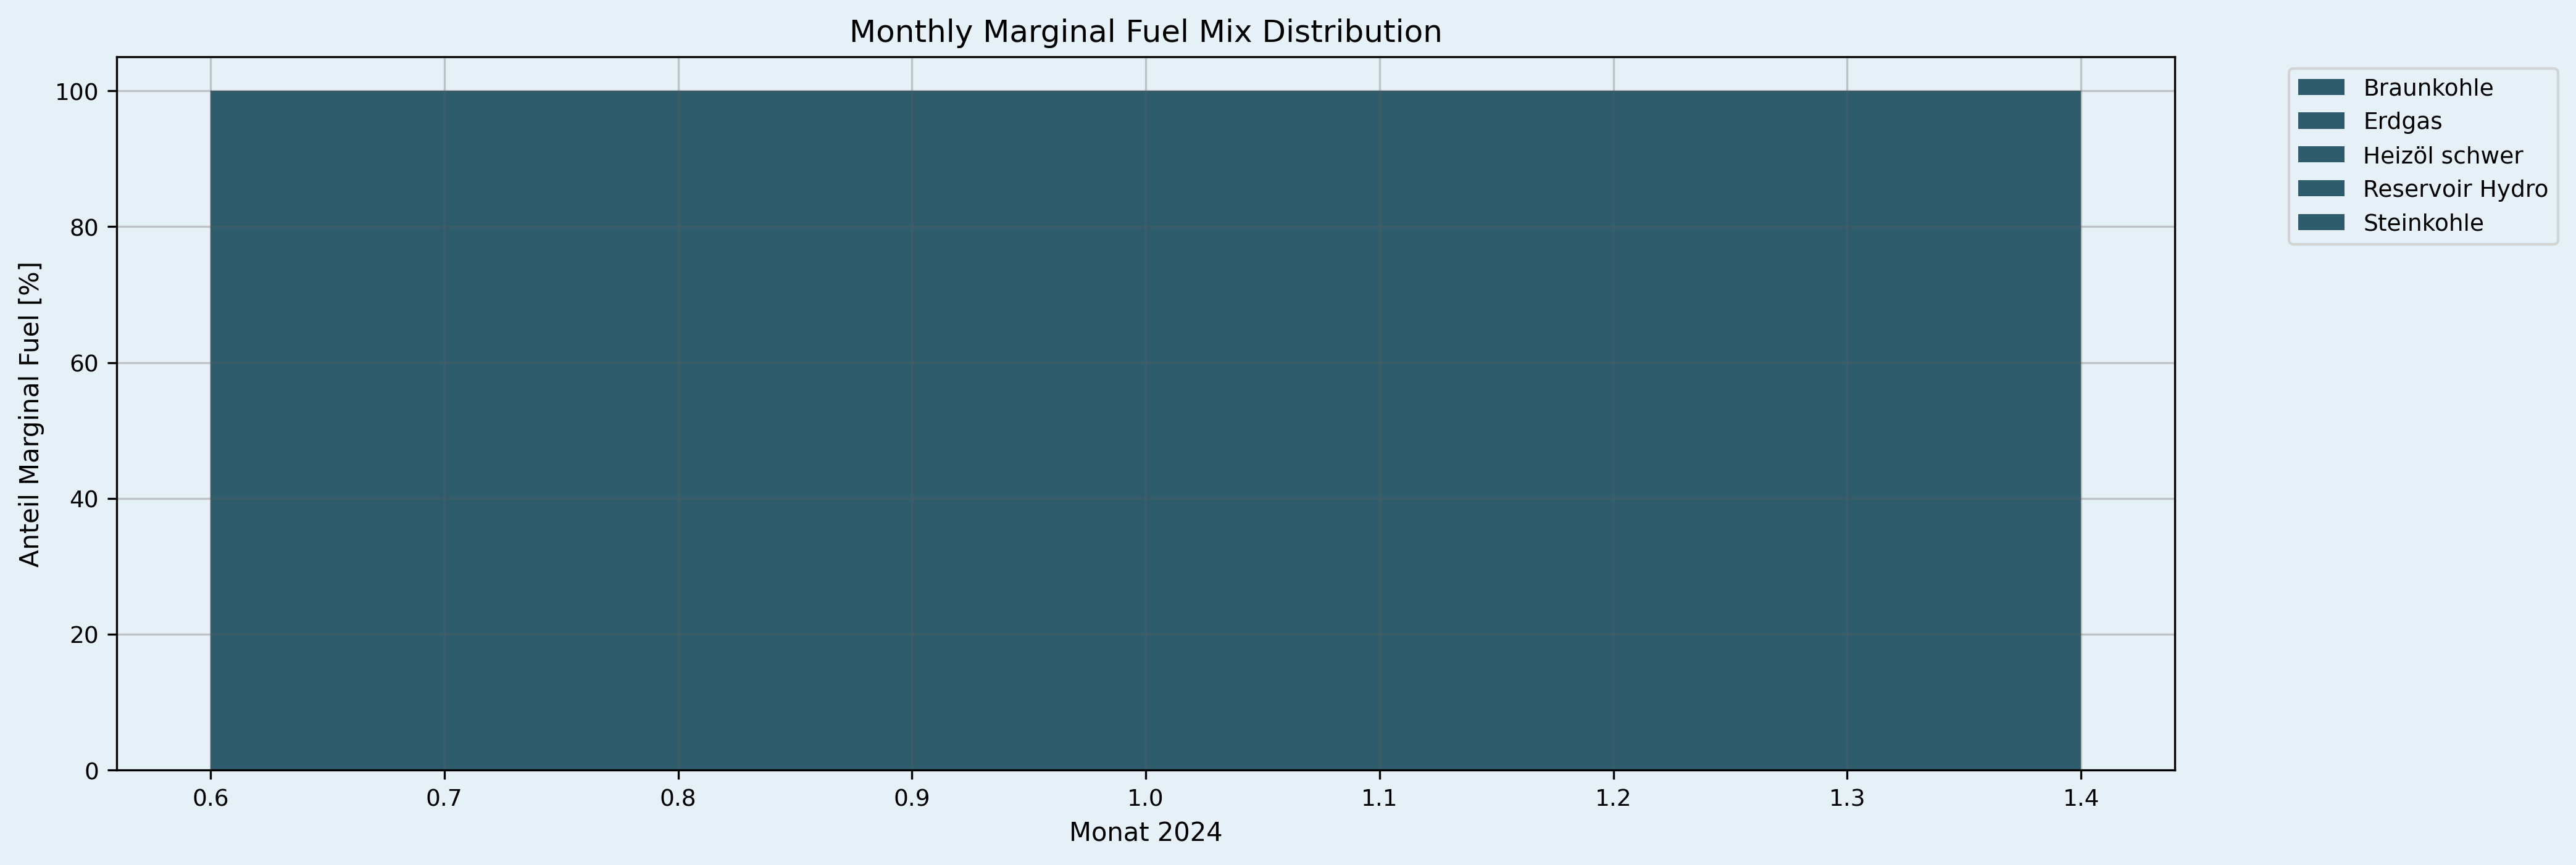 Monthly Marginal Fuel Mix Distribution
Anteil Marginal Fuel [%]
100
80
60
40
20
0
0.6 0.7 0.8 0.9 1.0 1.1 1.2 1.3 1.4
Monat 2024
Braunkohle
Erdgas
Heizöl schwer
Reservoir Hydro
Steinkohle